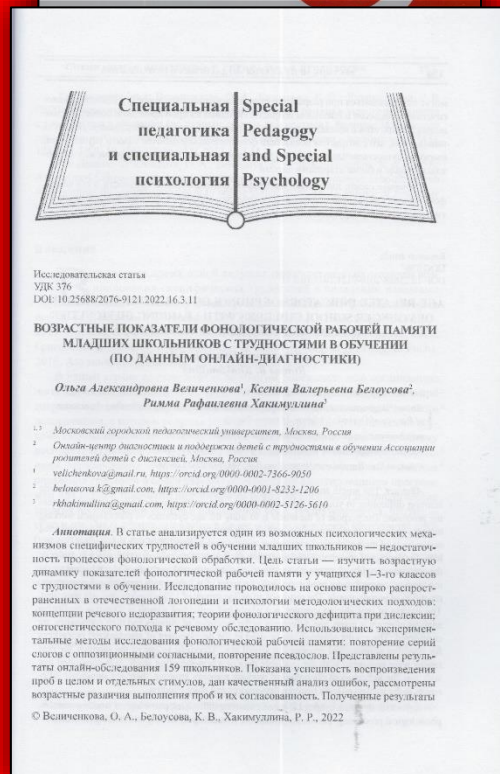 Специальная
педагогика
и специальная
психология
Special
Pedagogy
and Special
Psychology
Исследовательская статья
УДК 376
DOI: 10.25688/2076-9121.2022.16.3.11
ВОЗРАСТНЫЕ ПОКАЗАТЕЛИ ФОНОЛОГИЧЕСКОЙ РАБОЧЕЙ ПАМЯТИ
МЛАДШИХ ШКОЛЬНИКОВ С ТРУДНОСТЯМИ В ОБУЧЕНИИ
(ПО ДАННЫМ ОНЛАЙН-ДИАГНОСТИКИ)
Ольга Александровна Величенкова¹, Ксения Валерьевна Белоусова²,
Римма Рафаилевна Хакимуллина³
1, 3 Московский городской педагогический университет, Москва, Россия
2 Онлайн-центр диагностики и поддержки детей с трудностями в обучении Ассоциации
родителей детей с дислексией, Москва, Россия
1 velichenkova@mail.ru, https://orcid.org/0000-0002-7366-9050
2 belousova.k@gmail.com, https://orcid.org/0000-0001-8233-1206
3 rkhakimullina@gmail.com, https://orcid.org/0000-0002-5126-5610
Аннотация. В статье анализируется один из возможных психологических меха-
низмов специфических трудностей в обучении младших школьников — недостаточ-
ность процессов фонологической обработки. Цель статьи — изучить возрастную
динамику показателей фонологической рабочей памяти у учащихся 1–3-го классов
с трудностями в обучении. Исследование проводилось на основе широко распрост-
раненных в отечественной логопедии и психологии методологических подходов:
концепции речевого недоразвития; теории фонологического дефицита при дислексии;
онтогенетического подхода к речевому обследованию. Использовались эксперимен-
тальные методы исследования фонологической рабочей памяти: повторение серий
слогов с оппозиционными согласными, повторение псевдослов. Представлены резуль-
таты онлайн-обследования 159 школьников. Показана успешность воспроизведения
проб в целом и отдельных стимулов, дан качественный анализ ошибок, рассмотрены
возрастные различия выполнения проб и их согласованность. Полученные результаты
© Величенкова, О. А., Белоусова, К. В., Хакимуллина, Р. Р., 2022